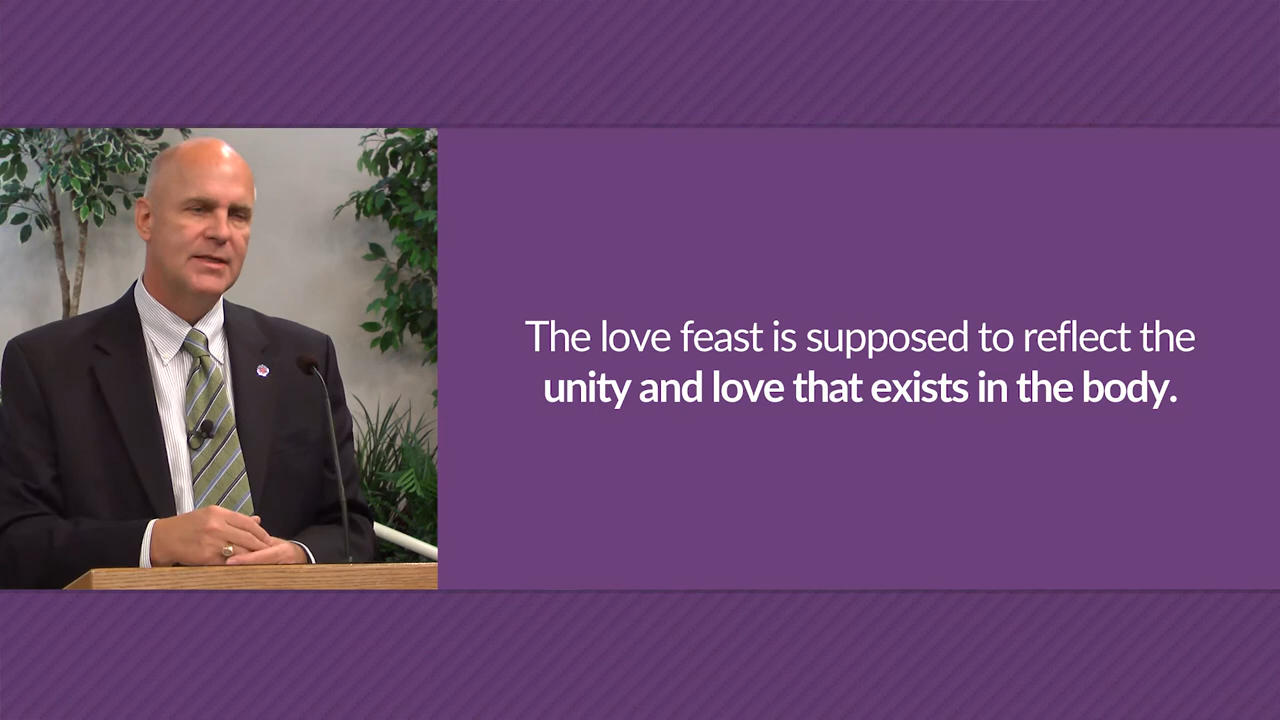 The love feast is supposed to reflect the
unity and love that exists in the body.